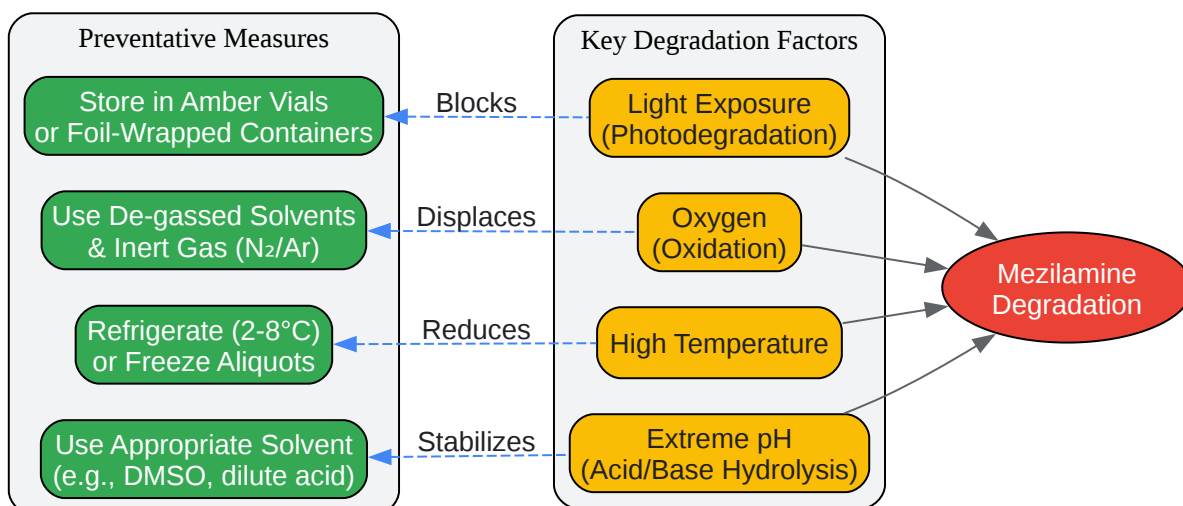 Preventative Measures
Key Degradation Factors
Store in Amber Vials
or Foil-Wrapped Containers
Blocks
Light Exposure
(Photodegradation)
Use De-gassed Solvents
& Inert Gas (N₂/Ar)
Displaces
Oxygen
(Oxidation)
Mezilamine
Degradation
Refrigerate (2-8°C)
or Freeze Aliquots
Reduces
High Temperature
Use Appropriate Solvent
(e.g., DMSO, dilute acid)
Stabilizes
Extreme pH
(Acid/Base Hydrolysis)